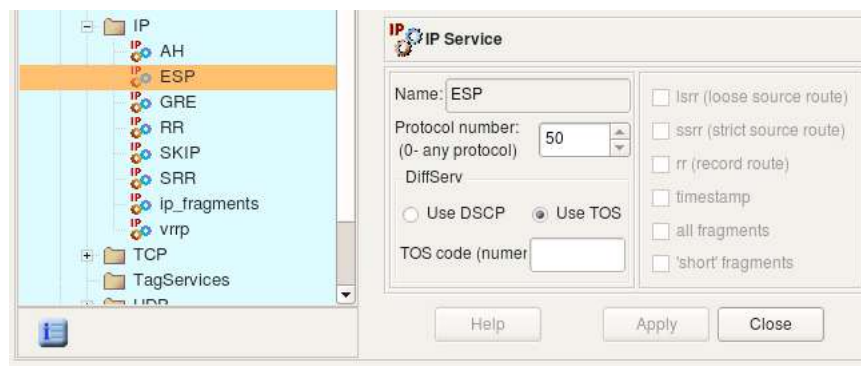 IP
AH
ESP
GRE
RR
SKIP
SRR
ip_fragments
vrrp
TCP
TagServices
UDP
IP Service
Name: ESP
Protocol number:
(0- any protocol)
50
DiffServ
Use DSCP
Use TOS
TOS code (numer
lsrr (loose source route)
ssrr (strict source route)
rr (record route)
timestamp
all fragments
'short' fragments
Help
Apply
Close